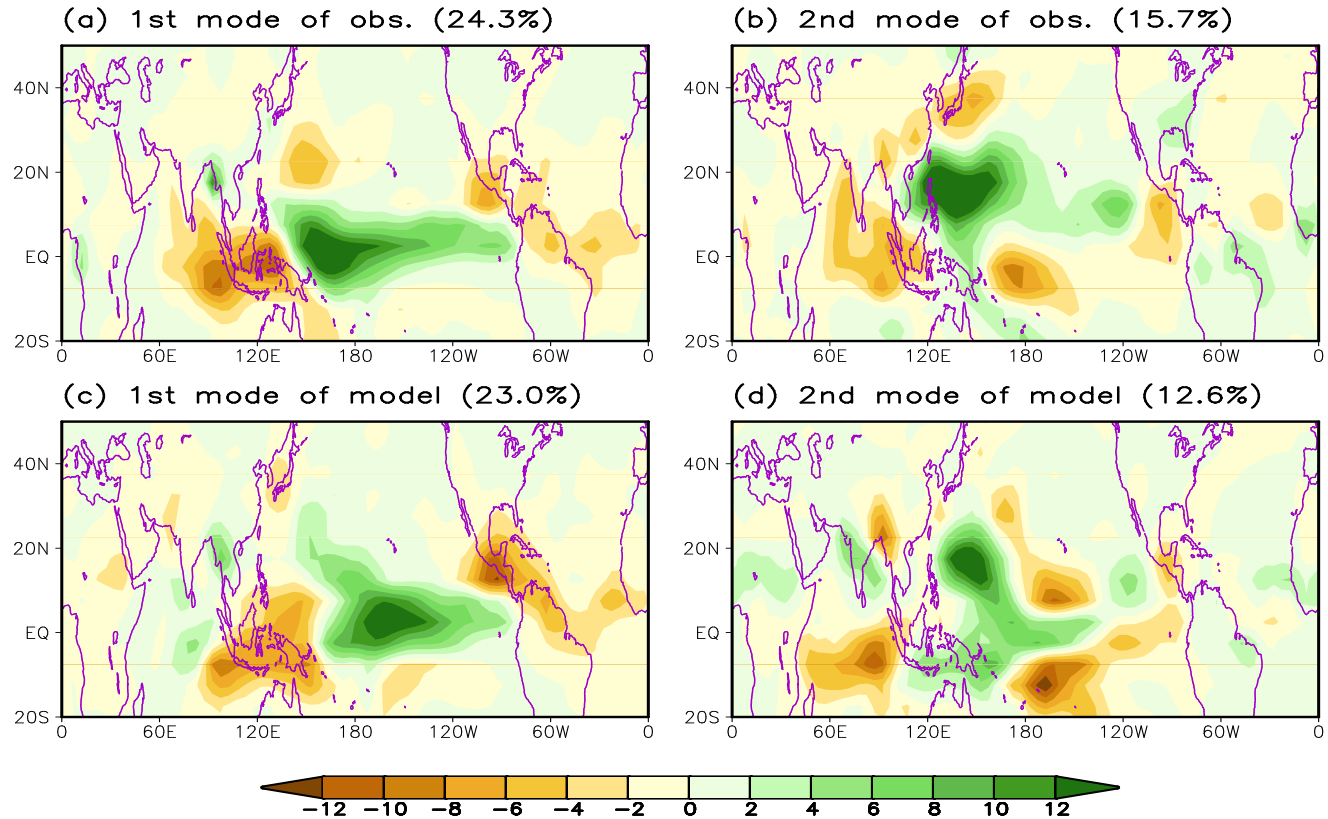 (a) 1st mode of obs. (24.3%)
(b) 2nd mode of obs. (15.7%)
40N
20N
EQ
20S
0 60E 120E 180 120W 60W 0
40N
20N
EQ
20S
0 60E 120E 180 120W 60W 0
(c) 1st mode of model (23.0%)
(d) 2nd mode of model (12.6%)
40N
20N
EQ
20S
0 60E 120E 180 120W 60W 0
40N
20N
EQ
20S
0 60E 120E 180 120W 60W 0
-12 -10 -8 -6 -4 -2 0 2 4 6 8 10 12